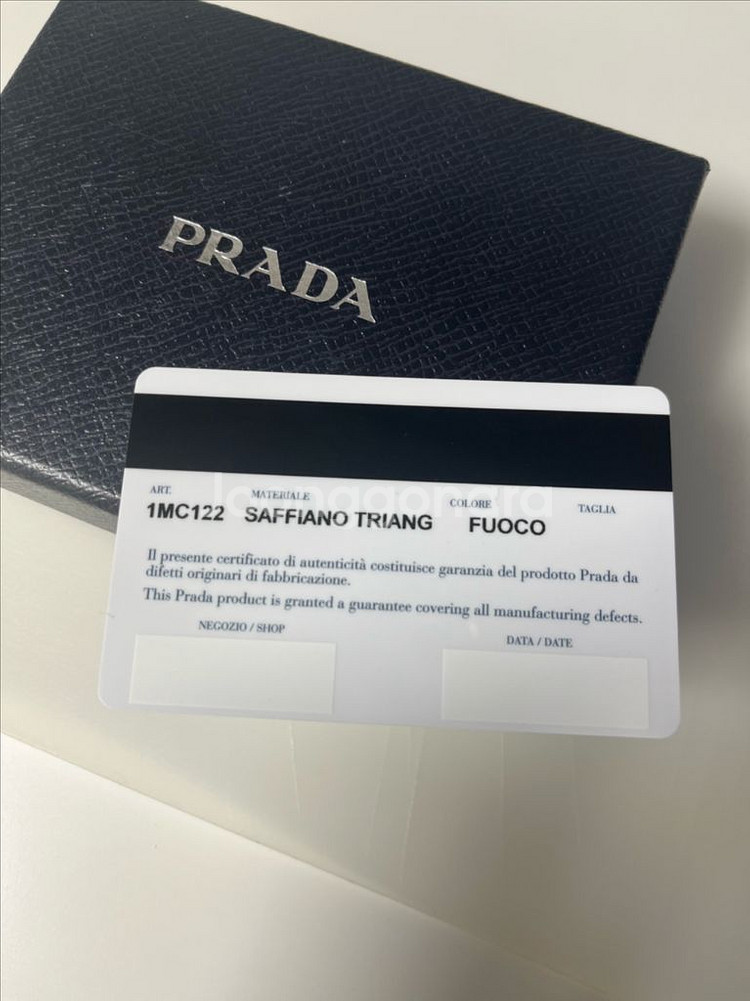 PRADA
ART. MATERIALE COLORE TAGLIA
1MC122 SAFFIANO TRIANG FUOCO
Il presente certificato di autenticità costituisce garanzia del prodotto Prada da
difetti originari di fabbricazione.
This Prada product is granted a guarantee covering all manufacturing defects.
NEGOZIO / SHOP DATA / DATE